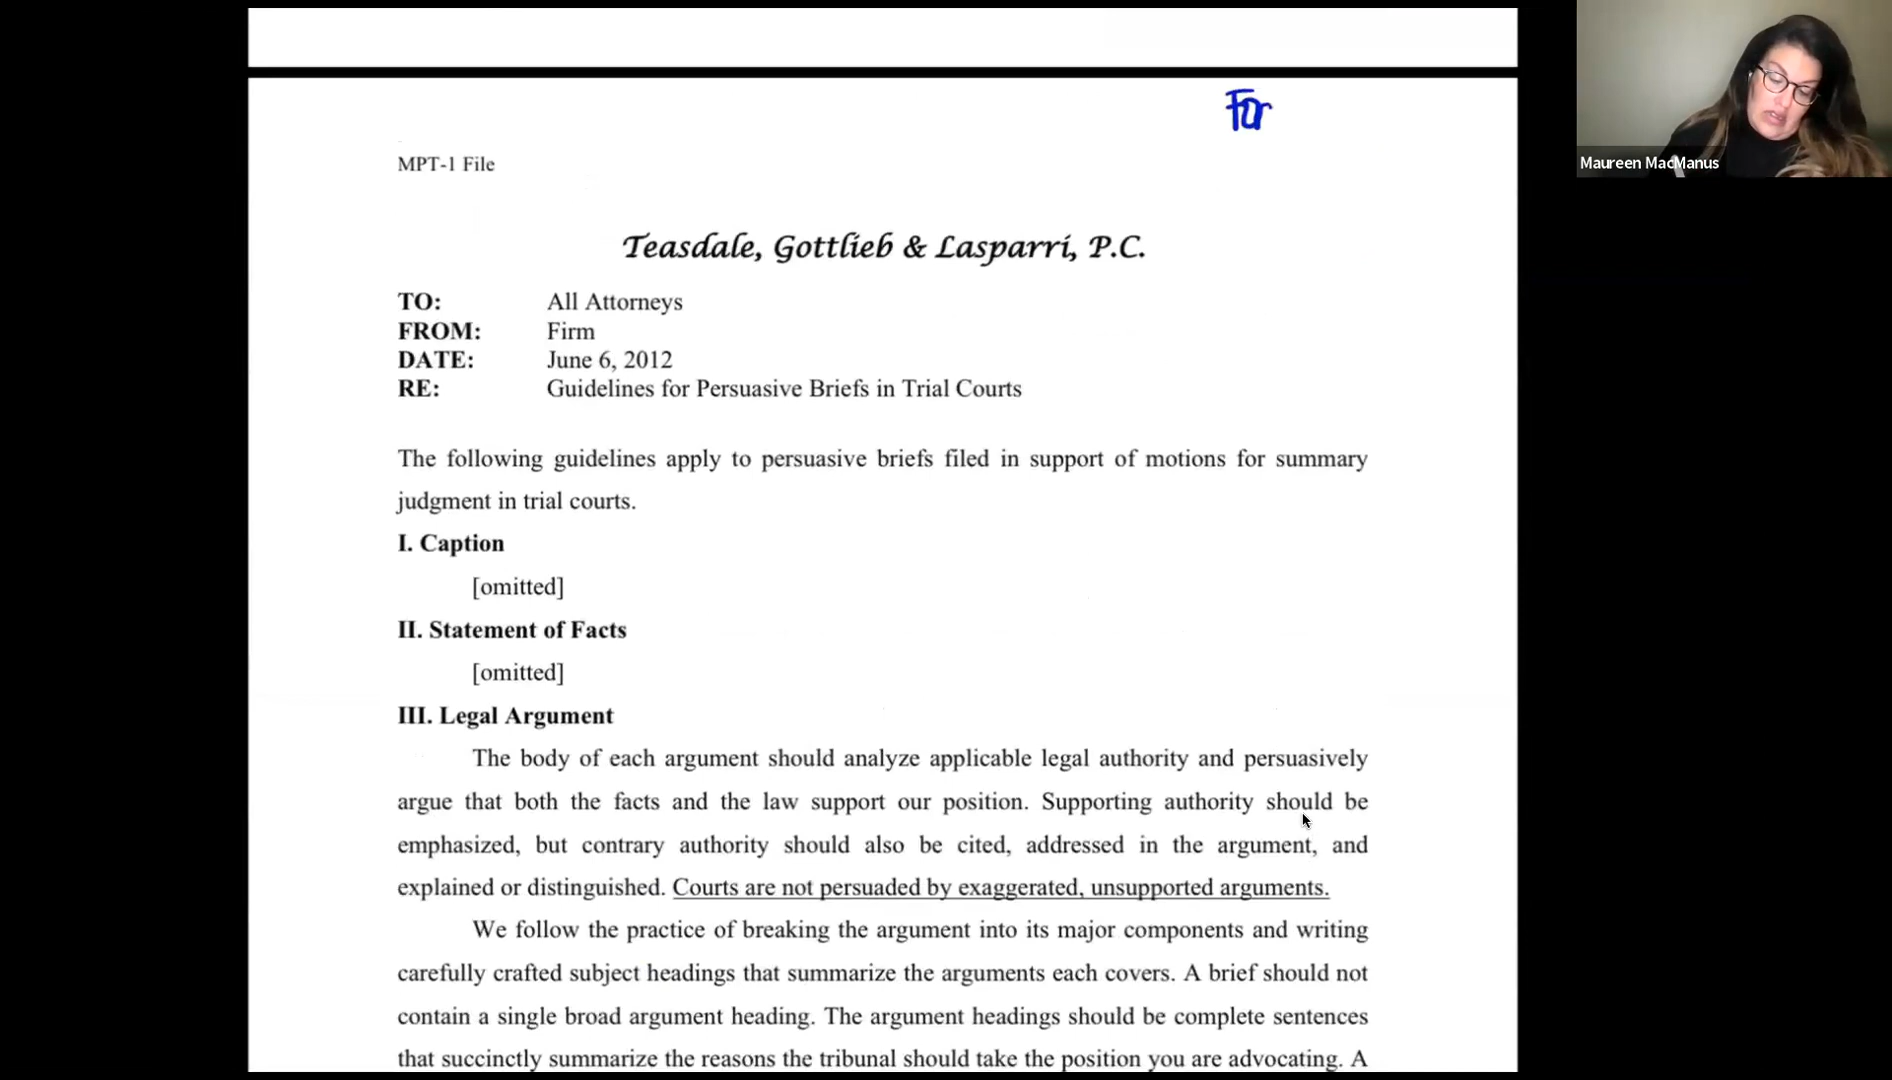 For
MPT-1 File
Teasdale, Gottlieb & Lasparri, P.C.
TO: All Attorneys
FROM: Firm
DATE: June 6, 2012
RE: Guidelines for Persuasive Briefs in Trial Courts
The following guidelines apply to persuasive briefs filed in support of motions for summary
judgment in trial courts.
I. Caption
[omitted]
II. Statement of Facts
[omitted]
III. Legal Argument
The body of each argument should analyze applicable legal authority and persuasively
argue that both the facts and the law support our position. Supporting authority should be
emphasized, but contrary authority should also be cited, addressed in the argument, and
explained or distinguished. Courts are not persuaded by exaggerated, unsupported arguments.
We follow the practice of breaking the argument into its major components and writing
carefully crafted subject headings that summarize the arguments each covers. A brief should not
contain a single broad argument heading. The argument headings should be complete sentences
that succinctly summarize the reasons the tribunal should take the position you are advocating. A
Maureen MacManus